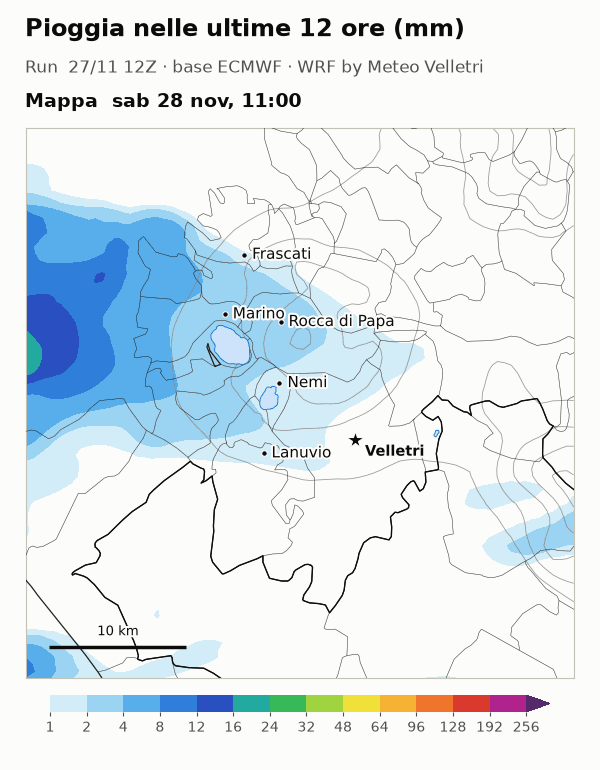 Pioggia nelle ultime 12 ore (mm)
Run 27/11 12Z · base ECMWF · WRF by Meteo Velletri
Mappa sab 28 nov, 11:00
Frascati
Marino
Rocca di Papa
Nemi
Velletri
Lanuvio
10 km
1 2 4 8 12 16 24 32 48 64 96 128 192 256